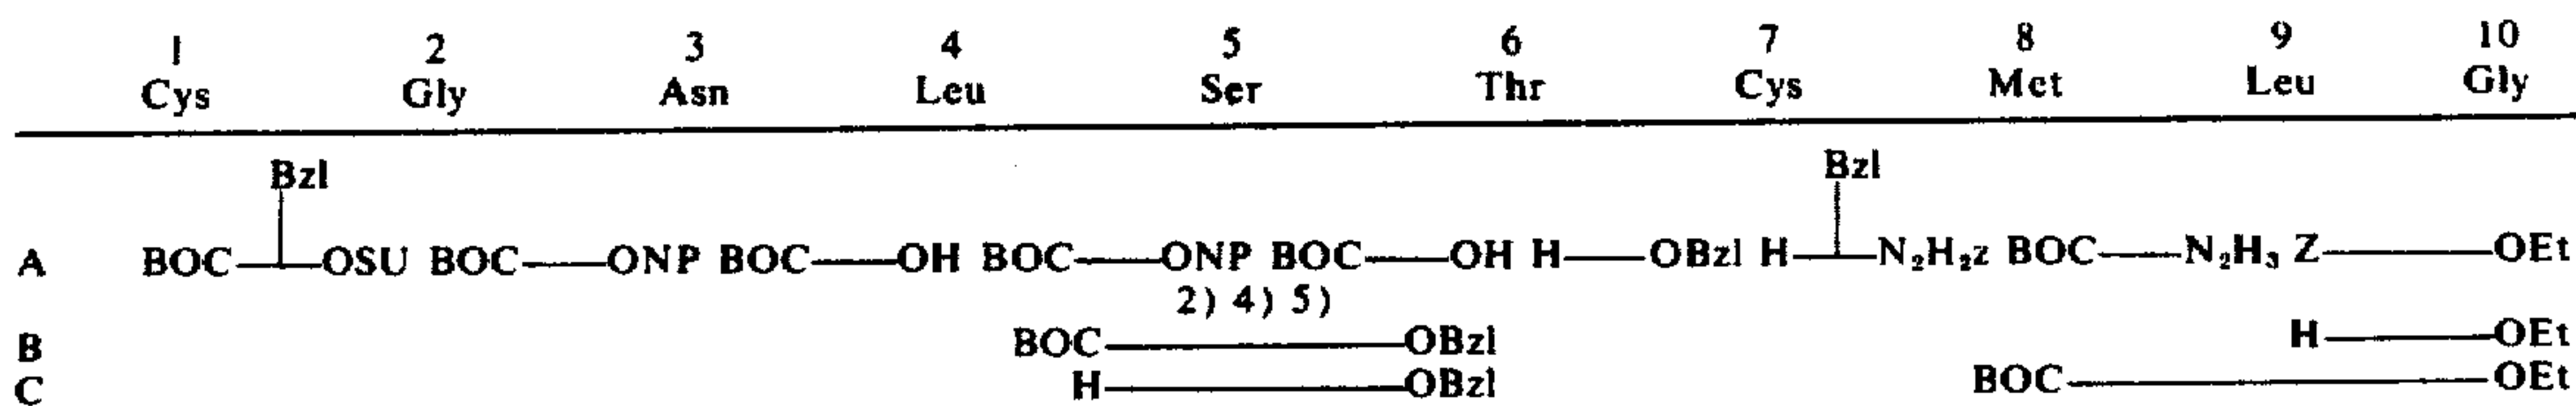 1 2 3 4 5 6 7 8 9 10
Cys Gly Asn Leu Ser Thr Cys Met Leu Gly
Bzl Bzl
A BOC OSU BOC ONP BOC OH BOC ONP BOC OH H OBzl H N₂H₂z BOC N₂H₃ Z OEt
2) 4) 5)
B BOC OBzl H OEt
C H OBzl BOC OEt